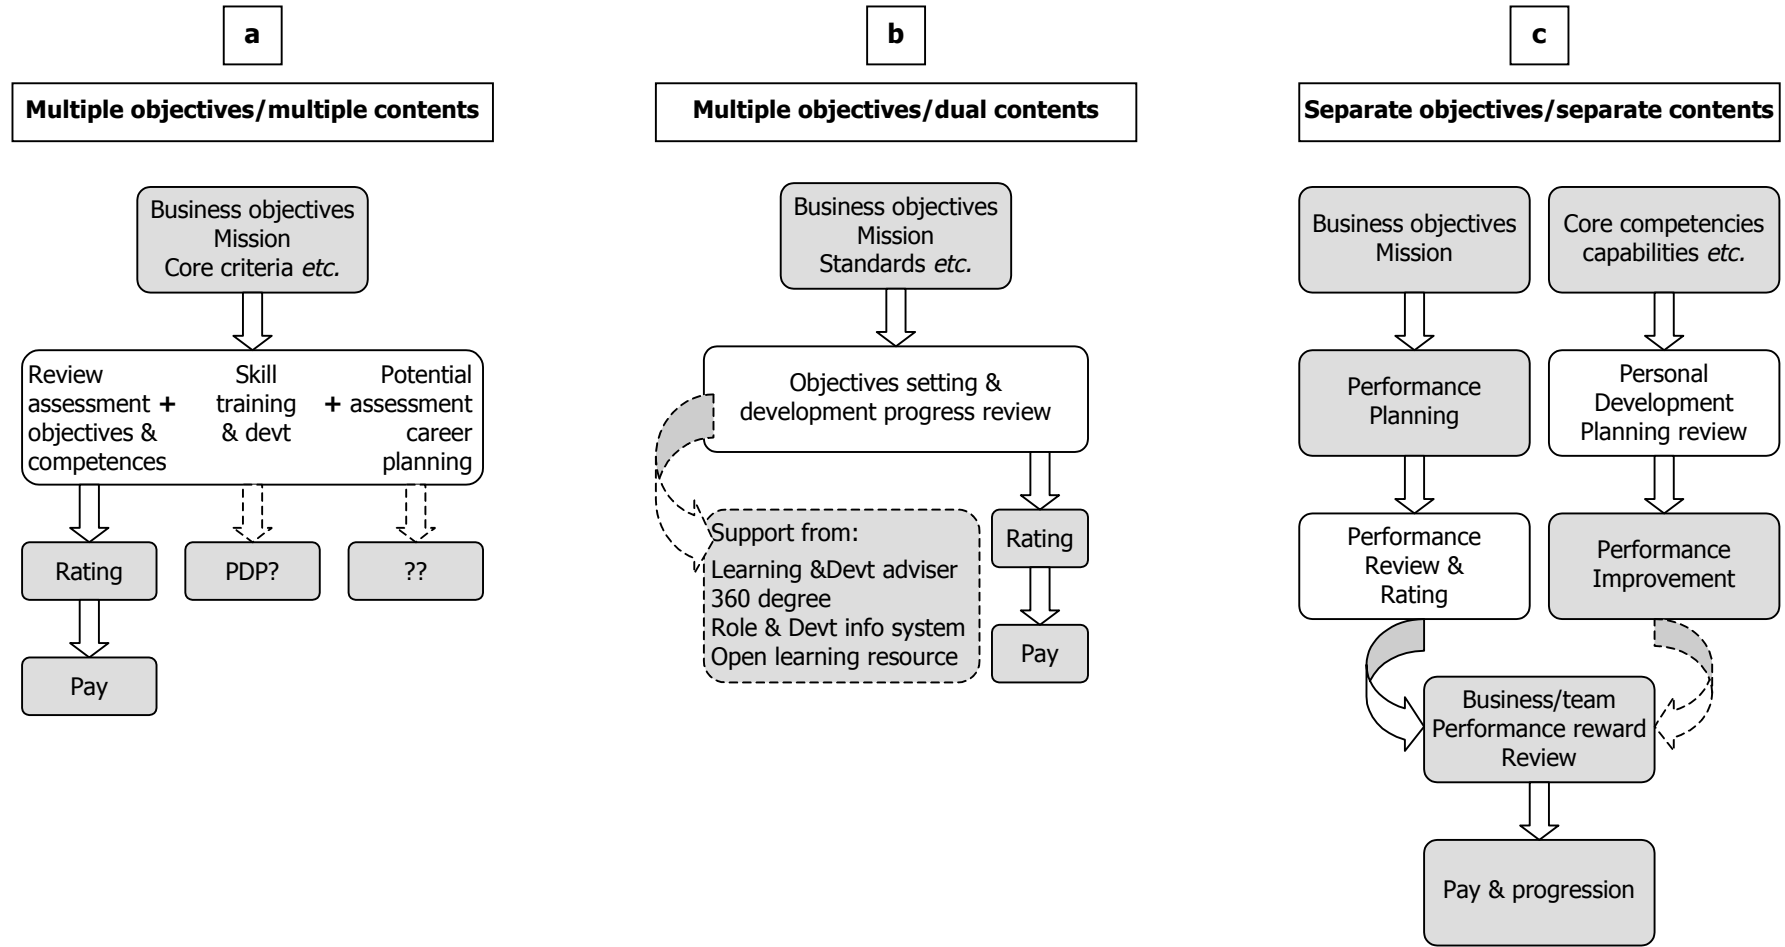 a
Multiple objectives/multiple contents
Business objectives
Mission
Core criteria etc.
Review
assessment +
objectives &
competences
Skill
training
& devt
Potential
+ assessment
career
planning
Rating
PDP?
??
Pay
b
Multiple objectives/dual contents
Business objectives
Mission
Standards etc.
Objectives setting &
development progress review
Support from:
Learning &Devt adviser
360 degree
Role & Devt info system
Open learning resource
Rating
Pay
c
Separate objectives/separate contents
Business objectives
Mission
Core competencies
capabilities etc.
Performance
Planning
Personal
Development
Planning review
Performance
Review &
Rating
Performance
Improvement
Business/team
Performance reward
Review
Pay & progression